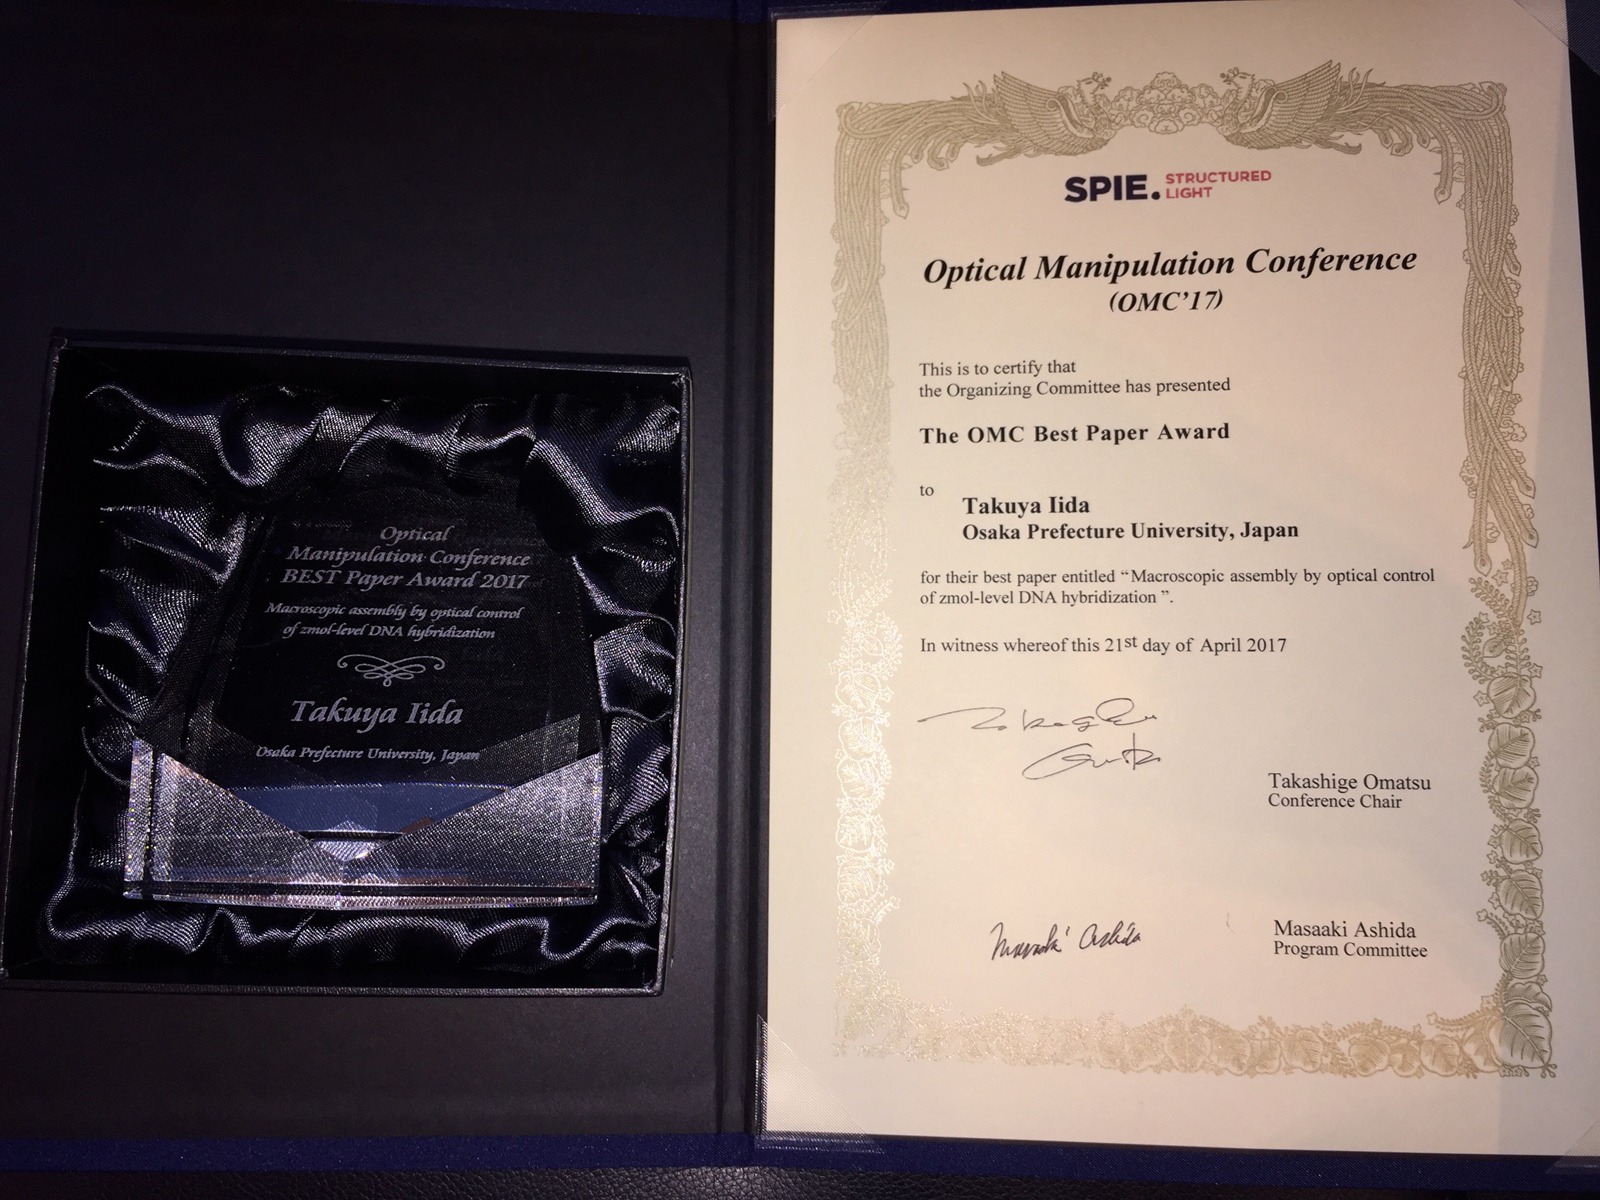 Optical
Manipulation Conference
BEST Paper Award 2017
Macroscopic assembly by optical control
of zmol-level DNA hybridization
Takuya Iida
Osaka Prefecture University, Japan
SPIE. STRUCTURED
LIGHT
Optical Manipulation Conference
(OMC'17)
This is to certify that
the Organizing Committee has presented
The OMC Best Paper Award
to
Takuya Iida
Osaka Prefecture University, Japan
for their best paper entitled “Macroscopic assembly by optical control
of zmol-level DNA hybridization ”.
In witness whereof this 21st day of April 2017
Takashige Omatsu
Conference Chair
Masaaki Ashida
Masaaki Ashida
Program Committee